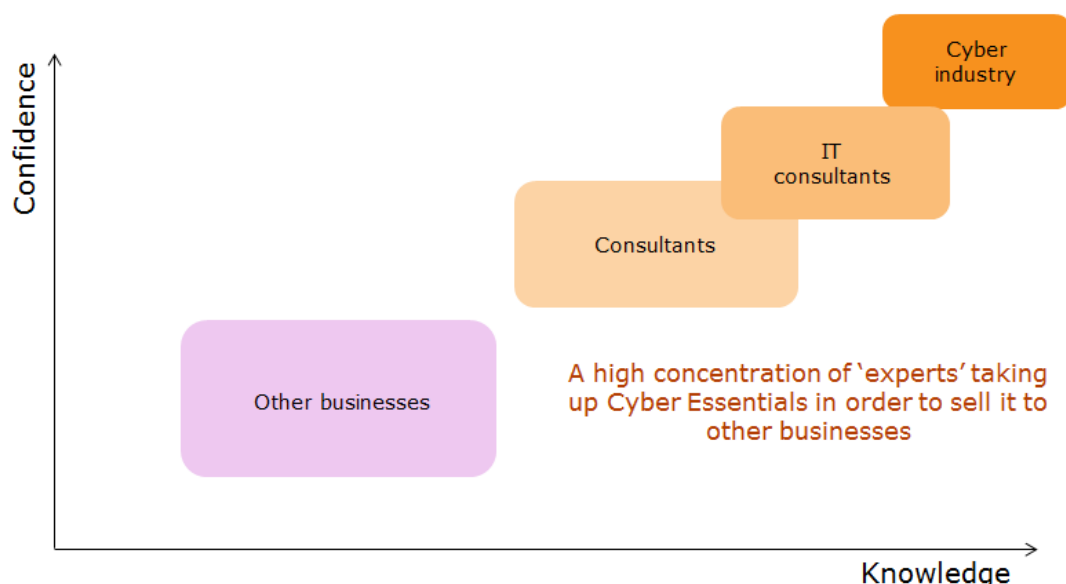 Cyber
industry
IT
consultants
Confidence
Consultants
A high concentration of ‘experts’ taking
up Cyber Essentials in order to sell it to
other businesses
Other businesses
Knowledge